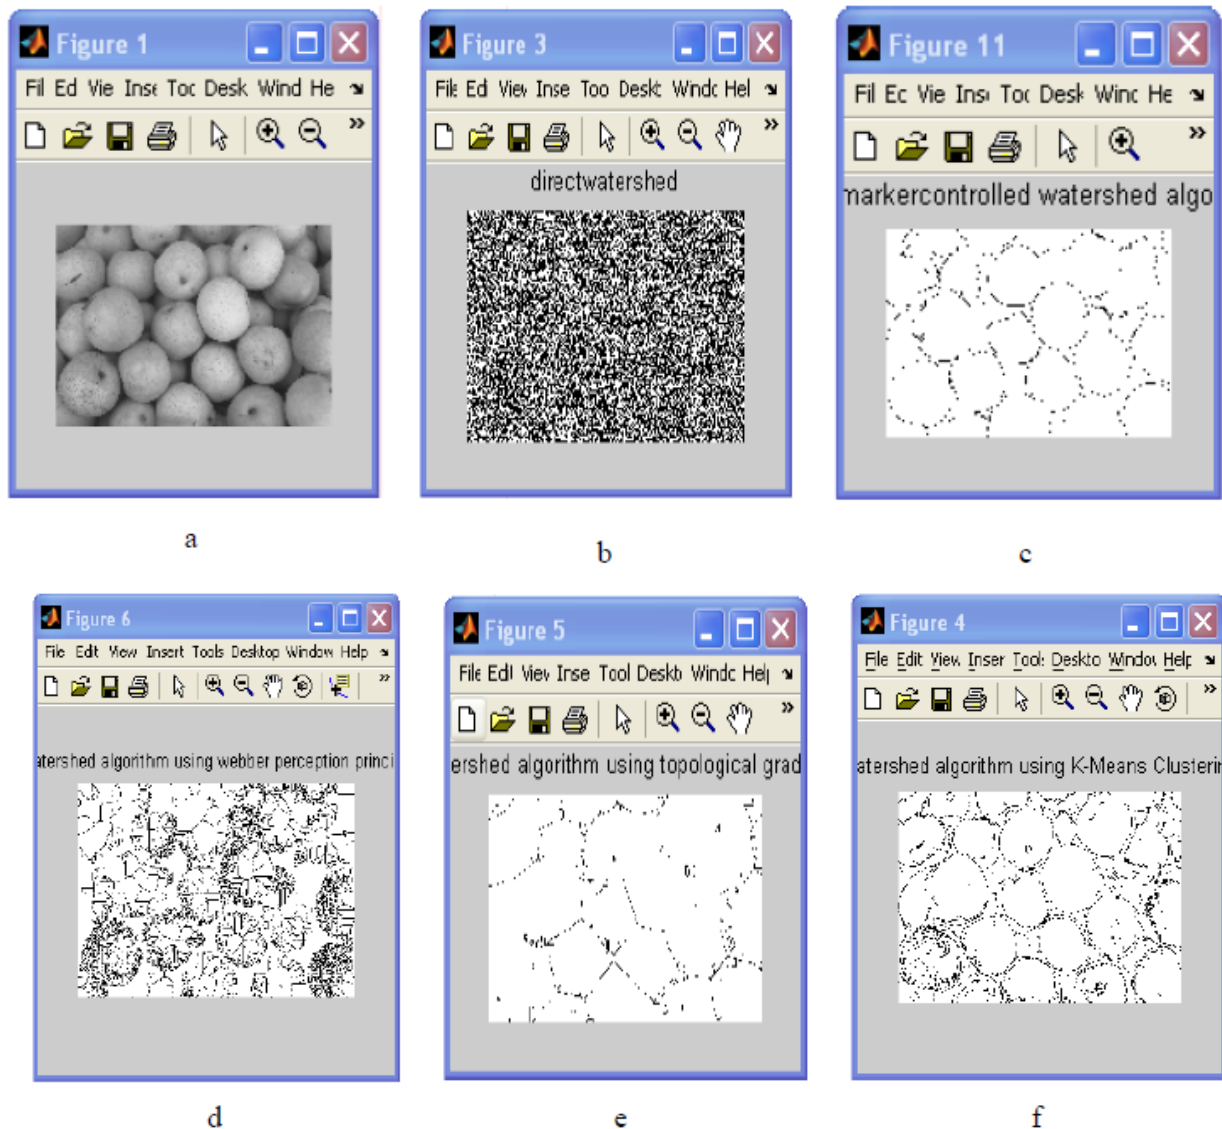 Figure 1
Fil Ed Vie Inse Toc Desk Wind He
Figure 3
File Ed View Inse Too Deskt Windc Hel
directwatershed
Figure 11
Fil Ec Vie Ins Toc Desk Winc He
markercontrolled watershed algo
a
b
c
Figure 6
File Edit View Insert Tools Desktop Window Help
atershed algorithm using webber perception princi
Figure 5
File Edit View Inse Tool Deskb Windc Help
ershed algorithm using topological grad
Figure 4
File Edit View Inser Tools Deskto Window Help
atershed algorithm using K-Means Clusterin
d
e
f